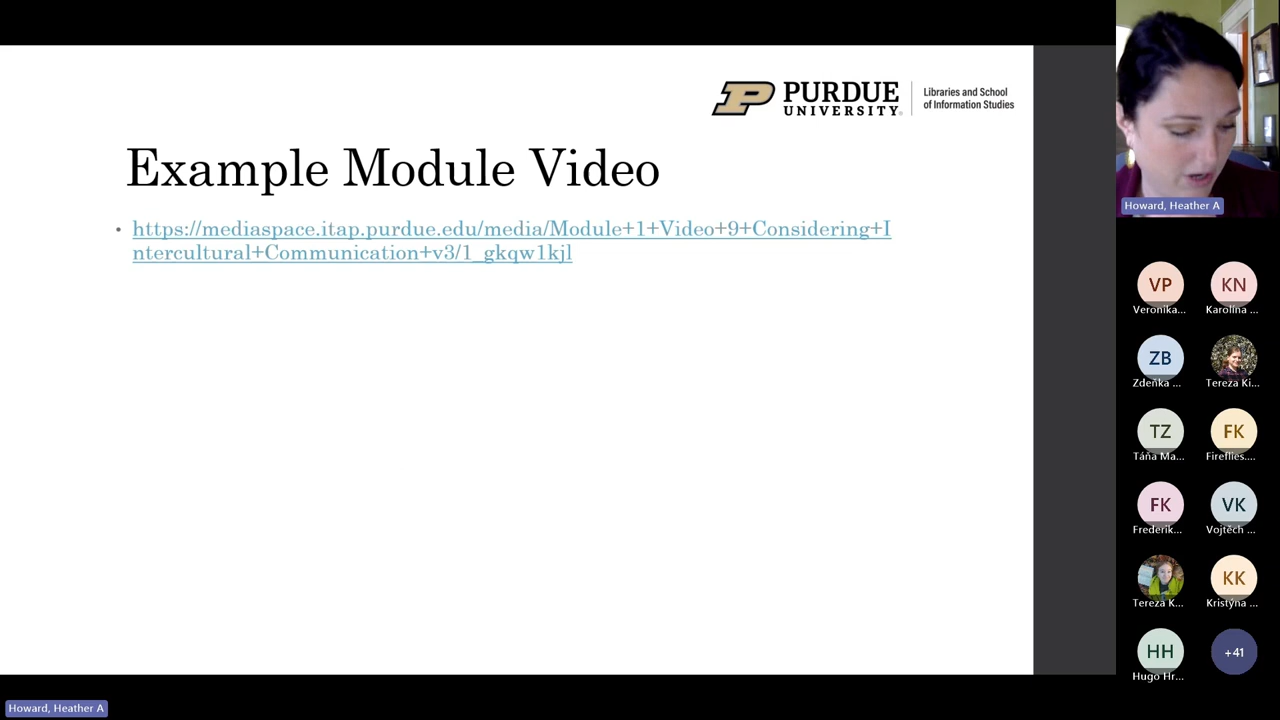 PURDUE
UNIVERSITY
Libraries and School
of Information Studies
Example Module Video
• https://mediaspace.itap.purdue.edu/media/Module+1+Video+9+Considering+I
ntercultural+Communication+v3/1_gkqw1kjl
Howard, Heather A
VP
Veronika...
KN
Karolína ...
ZB
Zdeňka ...
Tereza Ki...
TZ
Táňa Ma...
FK
Fireflies....
FK
Frederik...
VK
Vojtěch ...
Tereza K...
KK
Kristýna ...
HH
Hugo Hr...
+41
Howard, Heather A